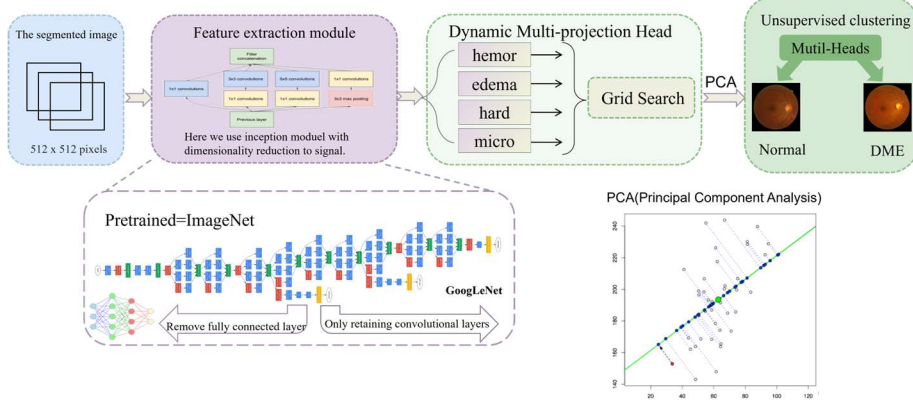 The segmented image
512 x 512 pixels
Feature extraction module
Filter
concatenation
1x1 convolutions
3x3 convolutions
5x5 convolutions
1x1 convolutions
1x1 convolutions
1x1 convolutions
3x3 max pooling
Previous layer
Here we use inception moduel with
dimensionality reduction to signal.
Dynamic Multi-projection Head
hemor
edema
hard
micro
Grid Search
PCA
Unsupervised clustering
Mutil-Heads
Normal
DME
Pretrained=ImageNet
GoogLeNet
Remove fully connected layer
Only retaining convolutional layers
PCA(Principal Component Analysis)
240
220
200
180
160
140
20
40
60
80
100
120